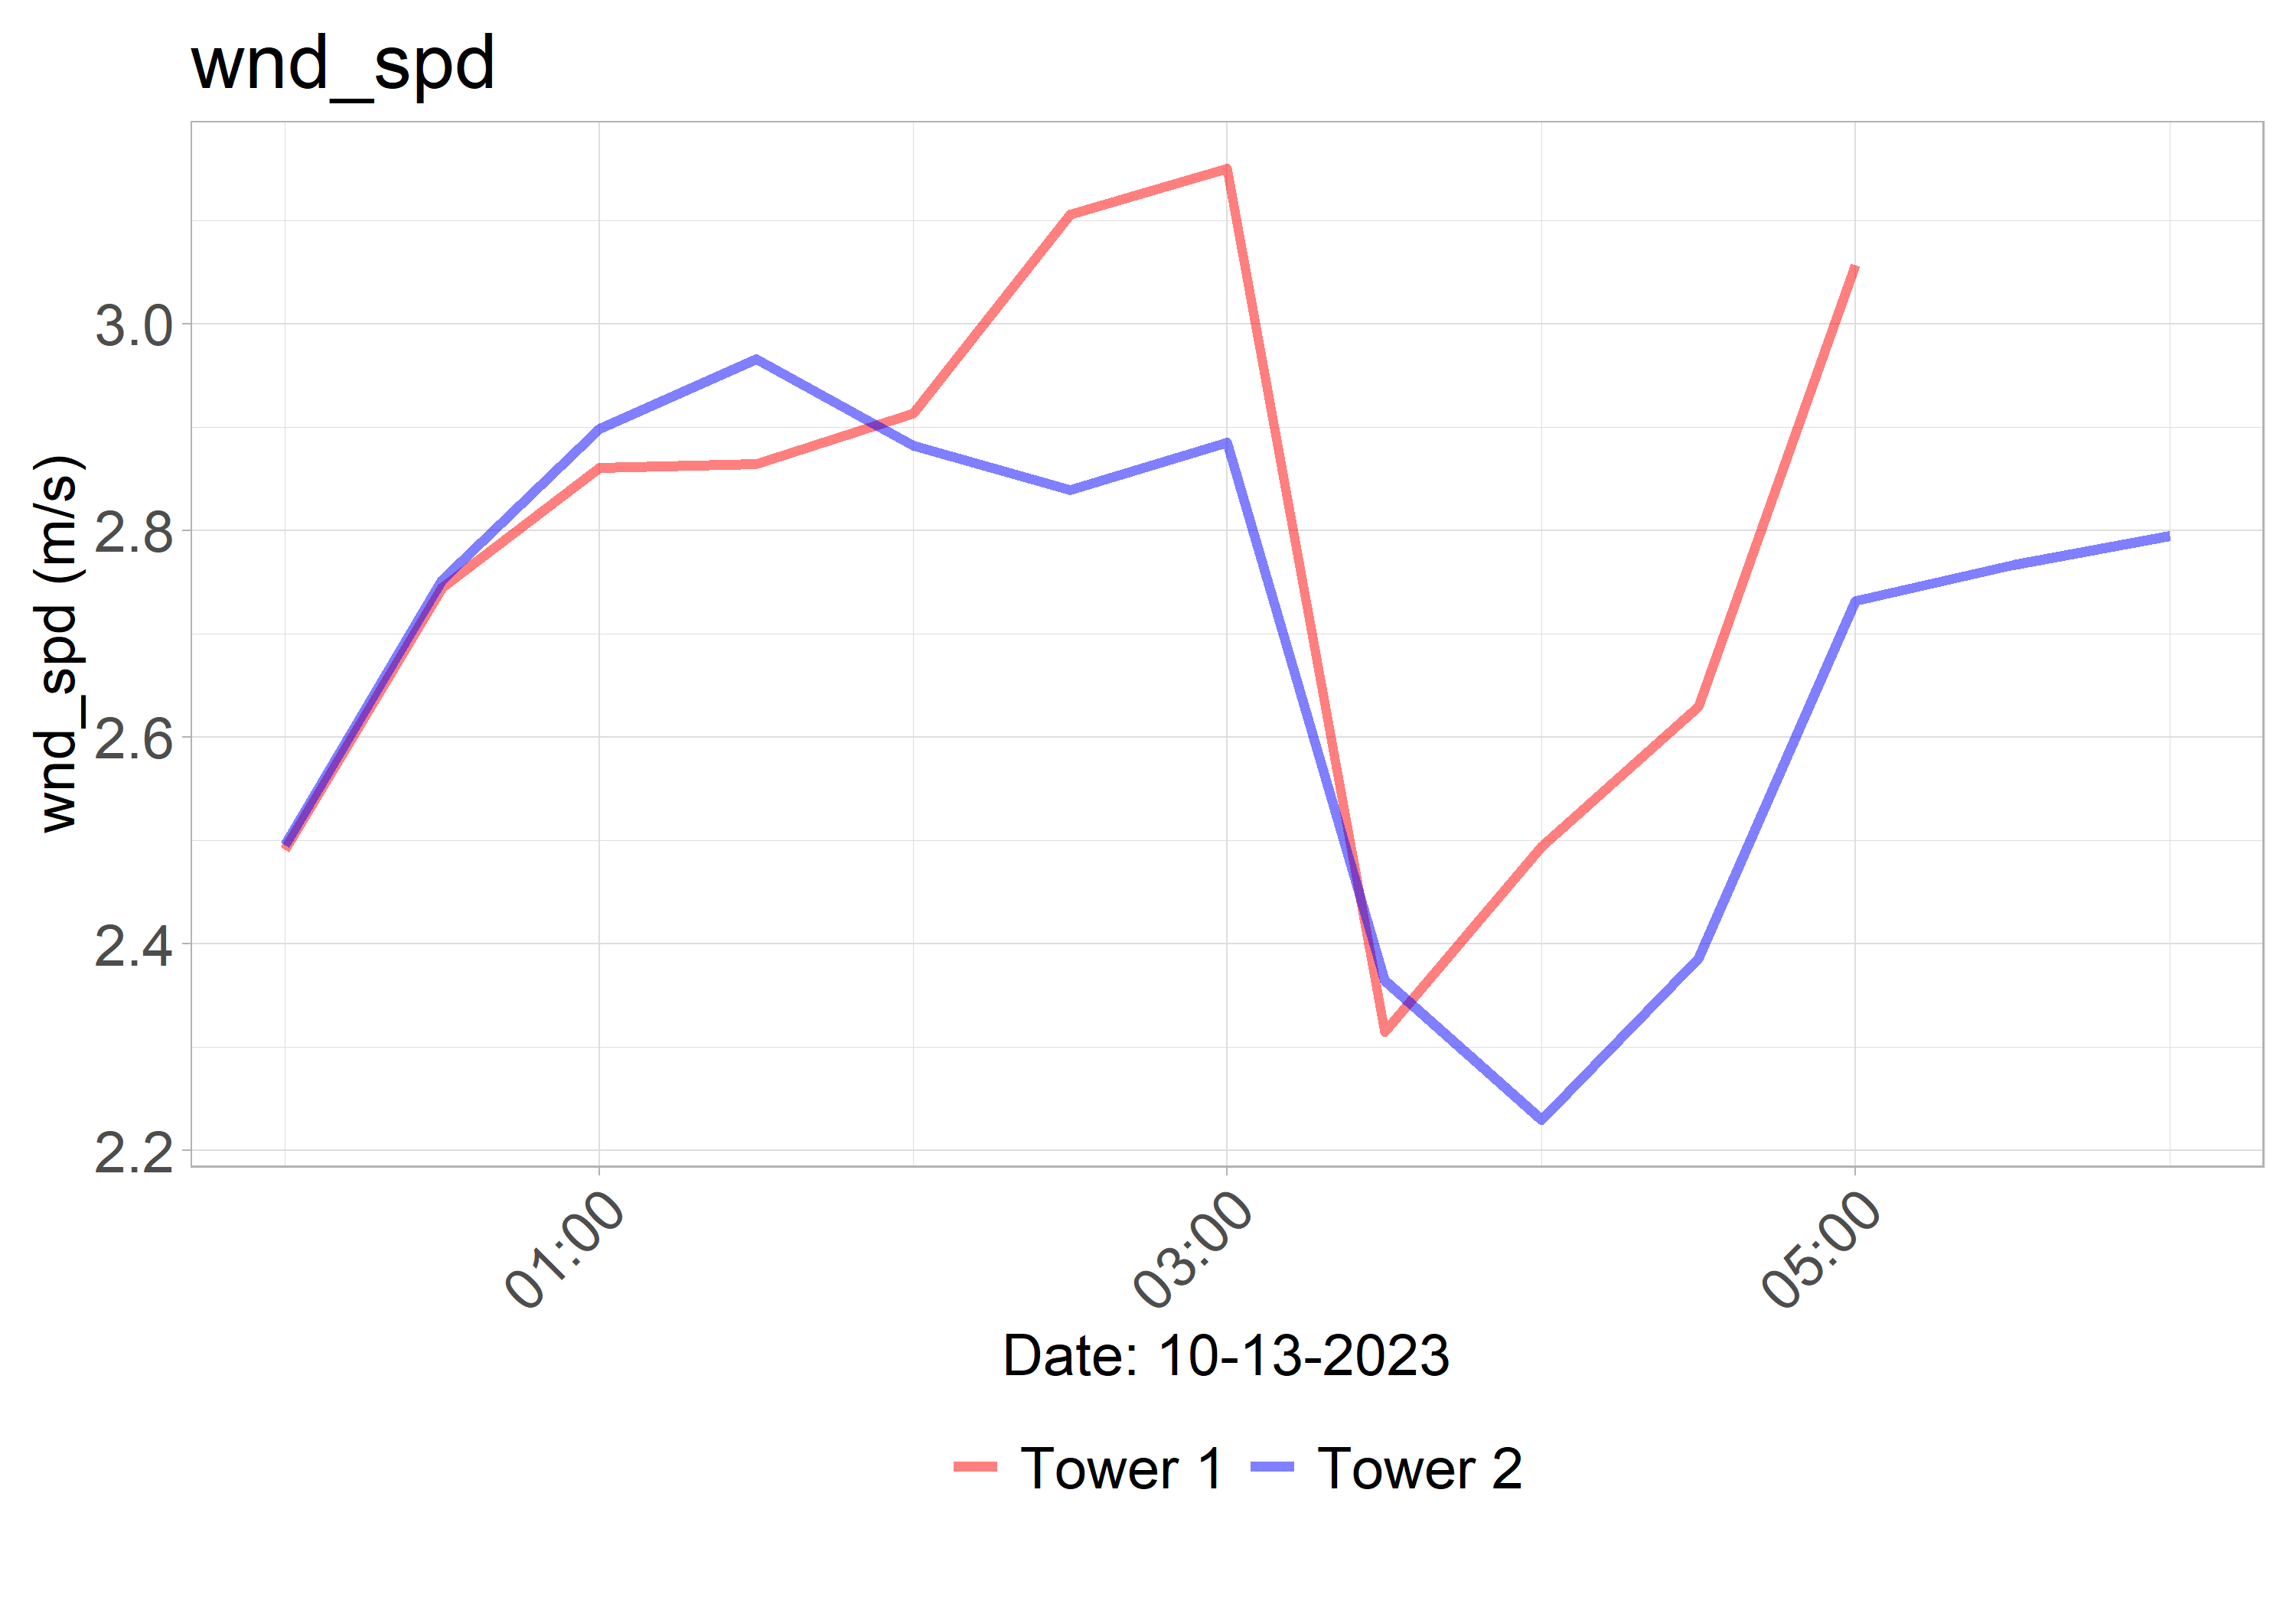 wnd_spd
wnd_spd (m/s)
3.0
2.8
2.6
2.4
2.2
01:00
03:00
05:00
Date: 10-13-2023
Tower 1
Tower 2